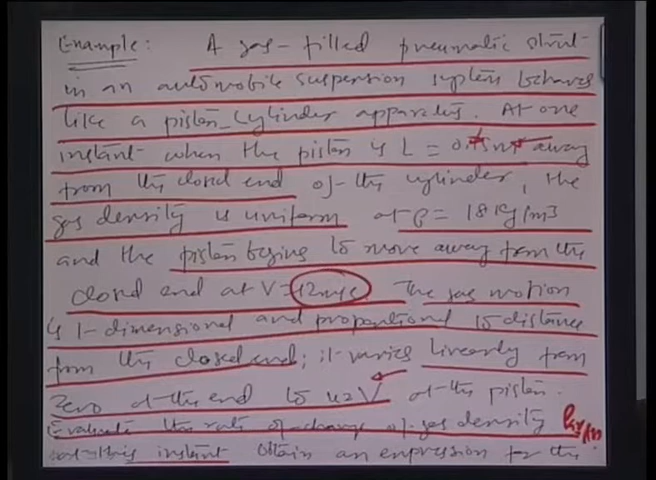 Example: A gas-filled pneumatic strut
in an automobile suspension system behaves
like a piston-cylinder apparatus. At one
instant when the piston is L = 0.15m away
from the closed end of the cylinder, the
gas density is uniform at ρ = 18 kg/m3
and the piston begins to move away from the
closed end at V = 12 m/s. The gas motion
is 1-dimensional and proportional to distance
from the closed end; it varies linearly from
zero at the end to u = V at the piston.
Evaluate the rate of change of gas density
at this instant. Obtain an expression for the